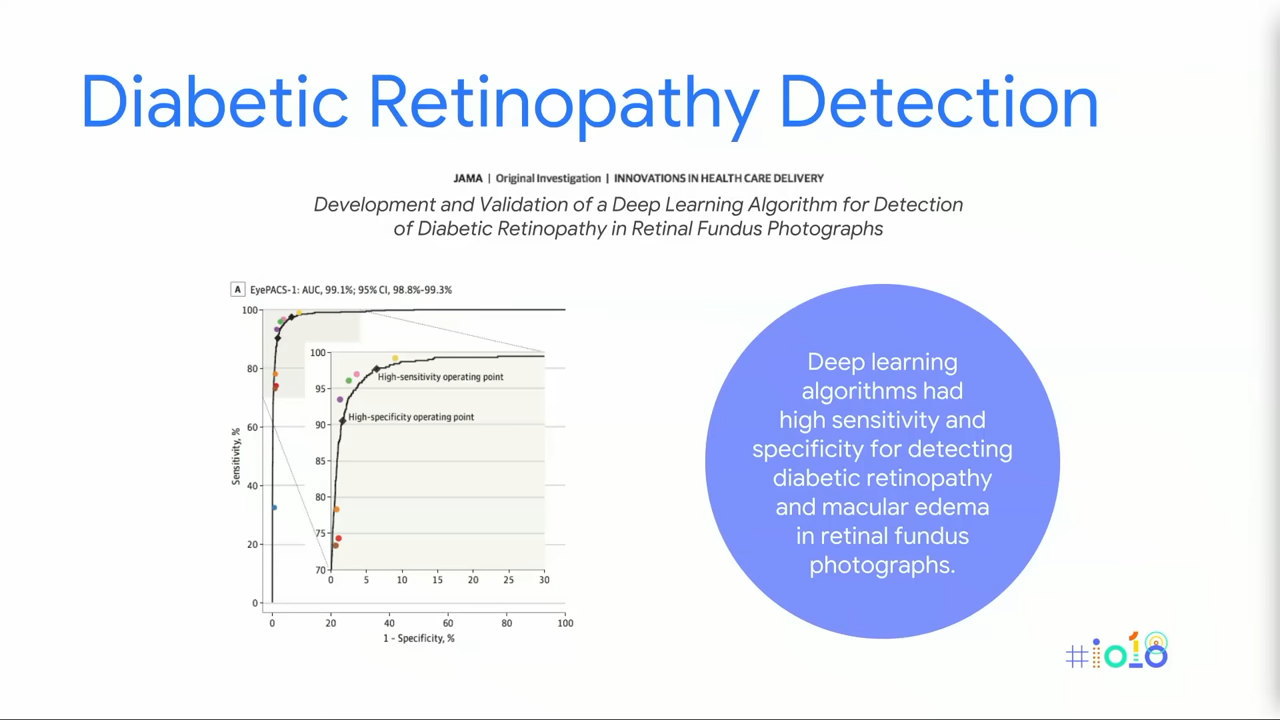 Diabetic Retinopathy Detection
JAMA | Original Investigation | INNOVATIONS IN HEALTH CARE DELIVERY
Development and Validation of a Deep Learning Algorithm for Detection
of Diabetic Retinopathy in Retinal Fundus Photographs
A EyePACS-1: AUC, 99.1%; 95% CI, 98.8%-99.3%
100
80
60
40
20
0
Sensitivity, %
0 20 40 60 80 100
1 - Specificity, %
100
95
90
85
80
75
70
0 5 10 15 20 25 30
High-sensitivity operating point
High-specificity operating point
Deep learning
algorithms had
high sensitivity and
specificity for detecting
diabetic retinopathy
and macular edema
in retinal fundus
photographs.
#io18